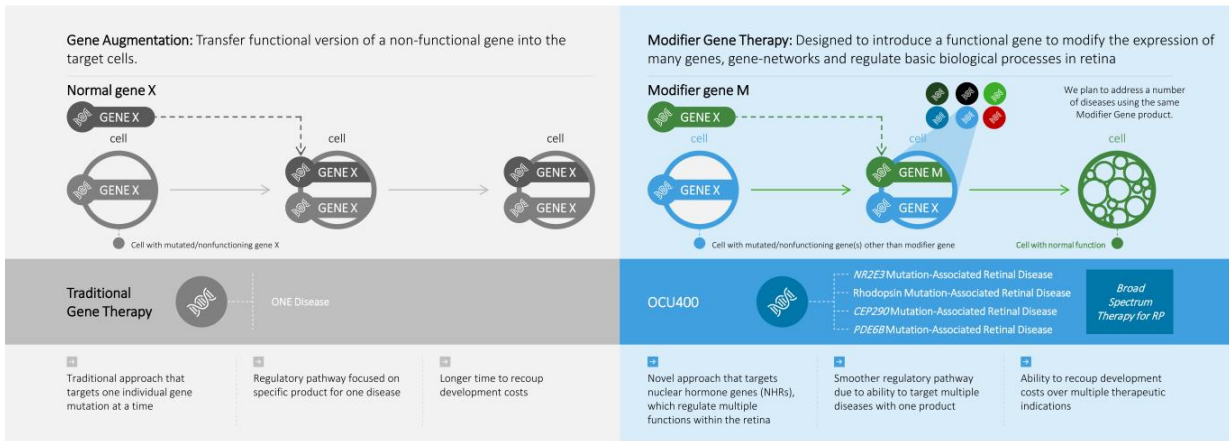 Gene Augmentation: Transfer functional version of a non-functional gene into the
target cells.
Normal gene X
GENE X
cell
GENE X
cell
GENE X
GENE X
cell
GENE X
GENE X
Cell with mutated/nonfunctioning gene X
Traditional
Gene Therapy
ONE Disease
Traditional approach that
targets one individual gene
mutation at a time
Regulatory pathway focused on
specific product for one disease
Longer time to recoup
development costs
Modifier Gene Therapy: Designed to introduce a functional gene to modify the expression of
many genes, gene-networks and regulate basic biological processes in retina
Modifier gene M
GENE X
cell
GENE X
cell
GENE M
GENE X
We plan to address a number
of diseases using the same
Modifier Gene product.
cell
Cell with mutated/nonfunctioning gene(s) other than modifier gene
Cell with normal function
OCU400
NR2E3 Mutation-Associated Retinal Disease
Rhodopsin Mutation-Associated Retinal Disease
CEP290 Mutation-Associated Retinal Disease
PDE6B Mutation-Associated Retinal Disease
Broad
Spectrum
Therapy for RP
Novel approach that targets
nuclear hormone genes (NHRs),
which regulate multiple
functions within the retina
Smoother regulatory pathway
due to ability to target multiple
diseases with one product
Ability to recoup development
costs over multiple therapeutic
indications